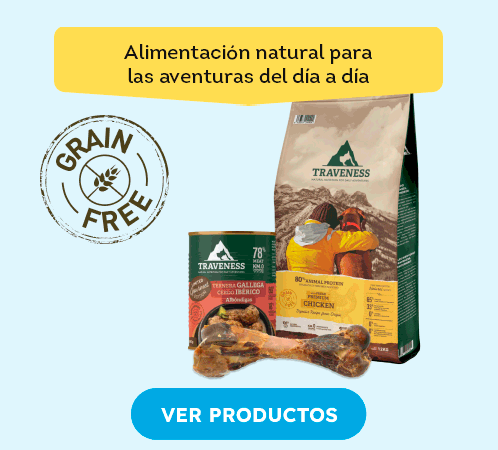 Alimentación natural para
las aventuras del día a día
GRAIN
FREE
TRAVENESS
TRAVENESS
78%
MEAT
TERNERA GALLEGA
CERDO IBÉRICO
Albóndigas
80% ANIMAL PROTEIN
PREMIUM
CHICKEN
VER PRODUCTOS